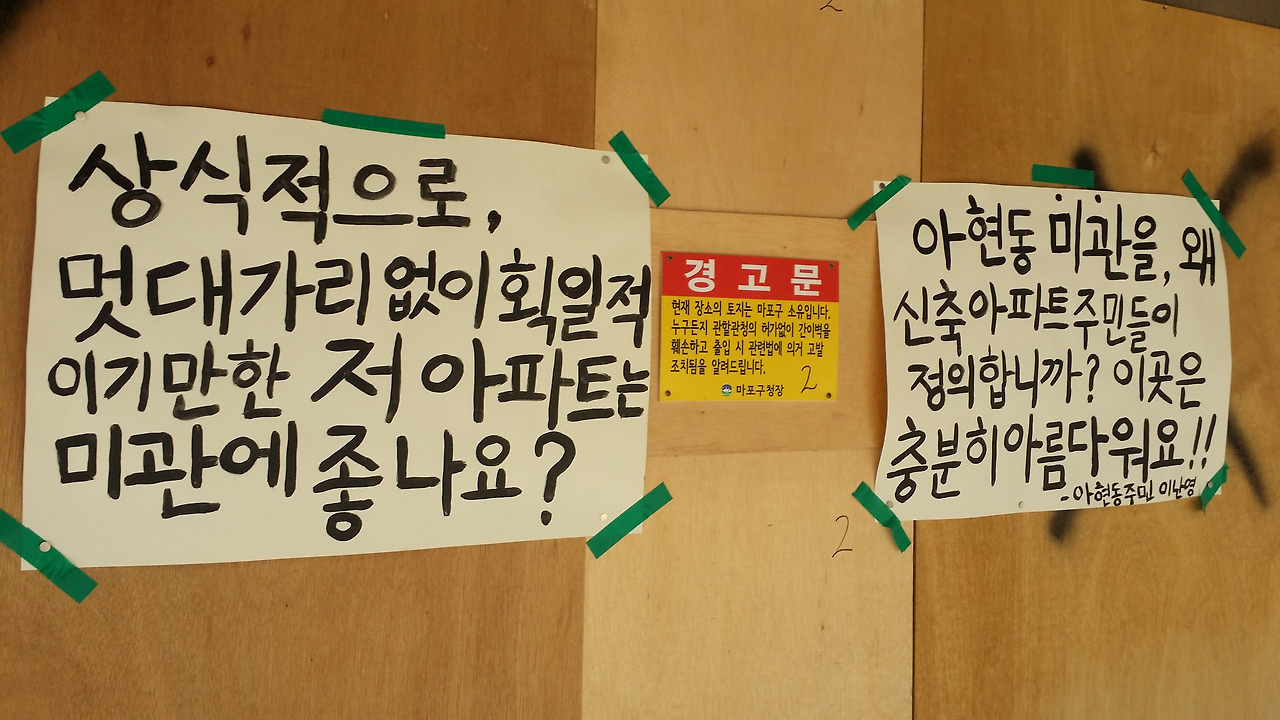 상식적으로,
멋대가리없이획일적
이기만한 저 아파트는
미관에 좋나요?
경고문
현재 장소의 토지는 마포구 소유입니다.
누구든지 관할관청의 허가없이 간이벽을
훼손하고 출입 시 관련법에 의거 고발
조치됨을 알려드립니다.
2
마포구청장
아현동 미관을, 왜
신축아파트주민들이
정의합니까? 이곳은
충분히아름다워요!!
-아현동주민 이난영
2
2